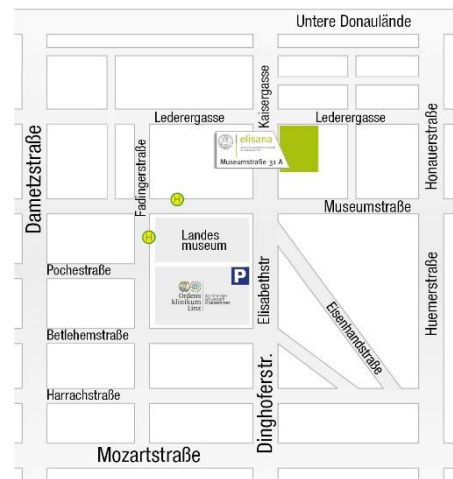 Untere Donaulände
Kaisergasse
Lederergasse
Lederergasse
Honauerstraße
Dametzstraße
Fadingerstraße
elisana
Museumstraße 31 A
H
Museumstraße
H
Landes
museum
P
Pochestraße
Ordens
klinikum
Linz
Elisabethstr
Huemerstraße
Eisenhandstraße
Betlehemstraße
Dinghoferstr.
Harrachstraße
Mozartstraße